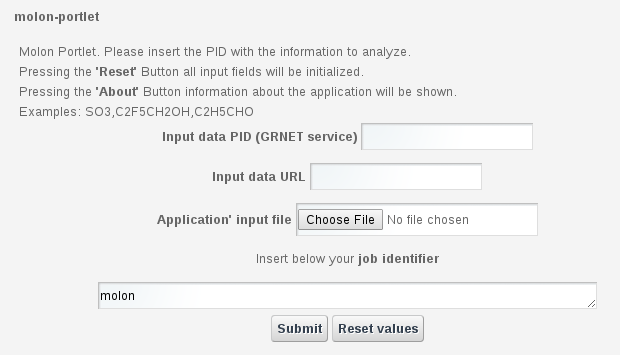 molon-portlet
Molon Portlet. Please insert the PID with the information to analyze.
Pressing the 'Reset' Button all input fields will be initialized.
Pressing the 'About' Button information about the application will be shown.
Examples: SO3,C2F5CH2OH,C2H5CHO
Input data PID (GRNET service)
Input data URL
Application' input file Choose File No file chosen
Insert below your job identifier
molon
Submit Reset values